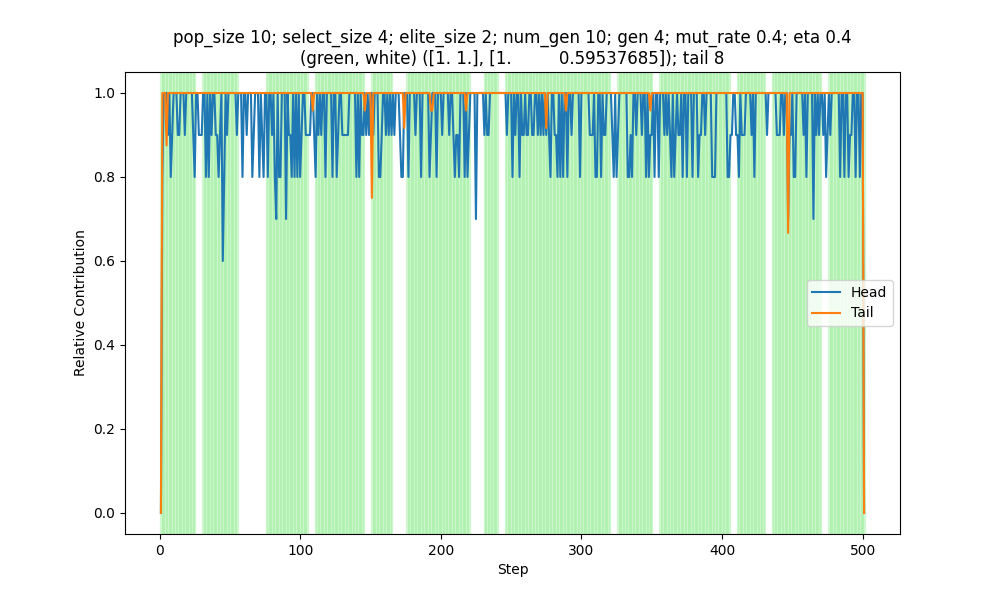 pop_size 10; select_size 4; elite_size 2; num_gen 10; gen 4; mut_rate 0.4; eta 0.4
(green, white) ([1. 1.], [1.          0.59537685]); tail 8
1.0
0.8
0.6
0.4
0.2
0.0
Relative Contribution
Head
Tail
0 100 200 300 400 500
Step